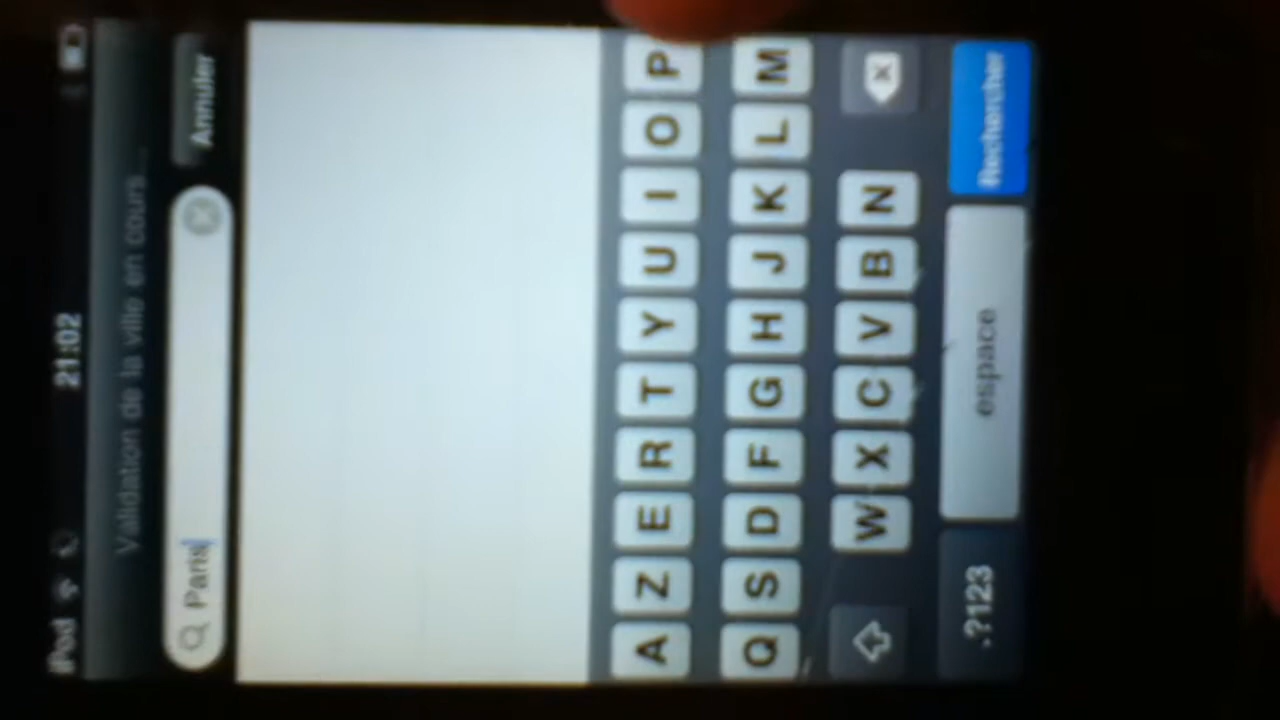 iPod 21:02
Validation de la ville en cours...
Paris Annuler
A Z E R T Y U I O P
Q S D F G H J K L M
W X C V B N
.?123 espace Rechercher